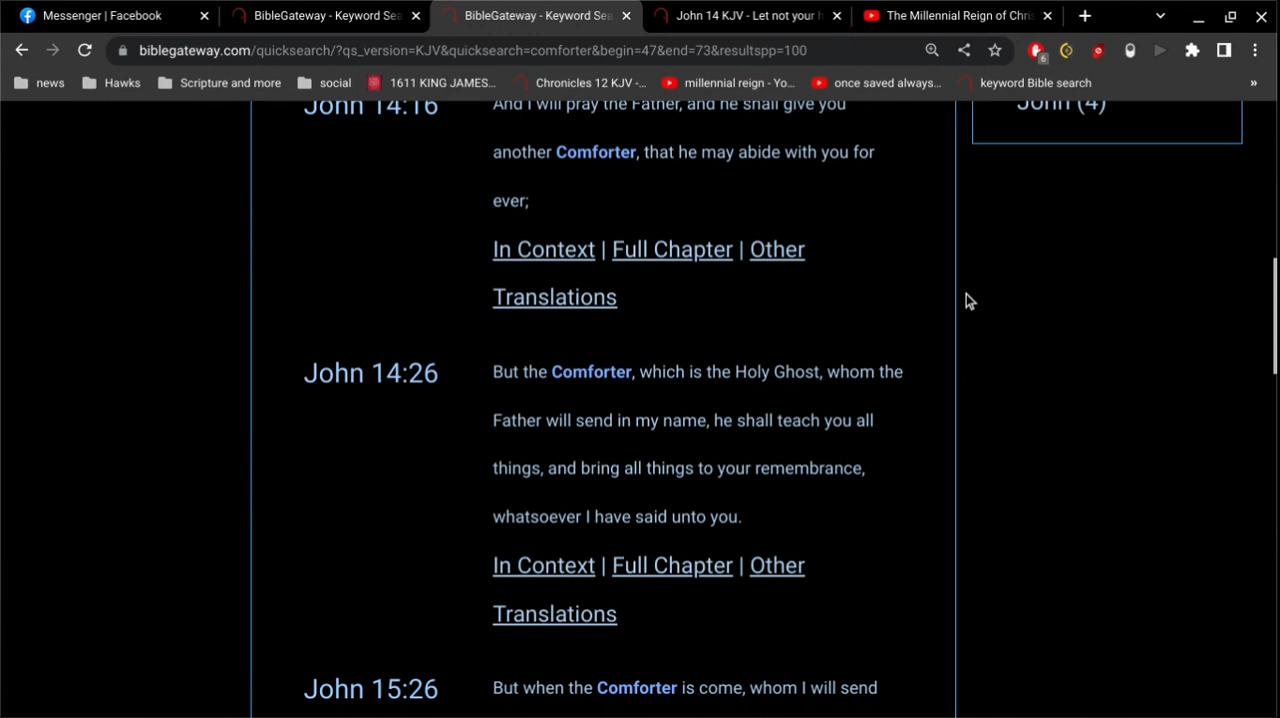 Messenger | Facebook
BibleGateway - Keyword Sea
BibleGateway - Keyword Sea
John 14 KJV - Let not your h
The Millennial Reign of Chris
biblegateway.com/quicksearch/?qs_version=KJV&quicksearch=comforter&begin=47&end=73&resultspp=100
6
news
Hawks
Scripture and more
social
1611 KING JAMES...
Chronicles 12 KJV -...
millennial reign - Yo...
once saved always...
keyword Bible search
»
John 14:16
And I will pray the Father, and he shall give you
another Comforter, that he may abide with you for
ever;
In Context | Full Chapter | Other
Translations
John (4)
John 14:26
But the Comforter, which is the Holy Ghost, whom the
Father will send in my name, he shall teach you all
things, and bring all things to your remembrance,
whatsoever I have said unto you.
In Context | Full Chapter | Other
Translations
John 15:26
But when the Comforter is come, whom I will send